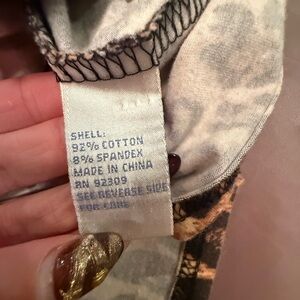 SHELL:
92% COTTON
8% SPANDEX
MADE IN CHINA
RN 92309
SEE REVERSE SIDE
FOR CARE